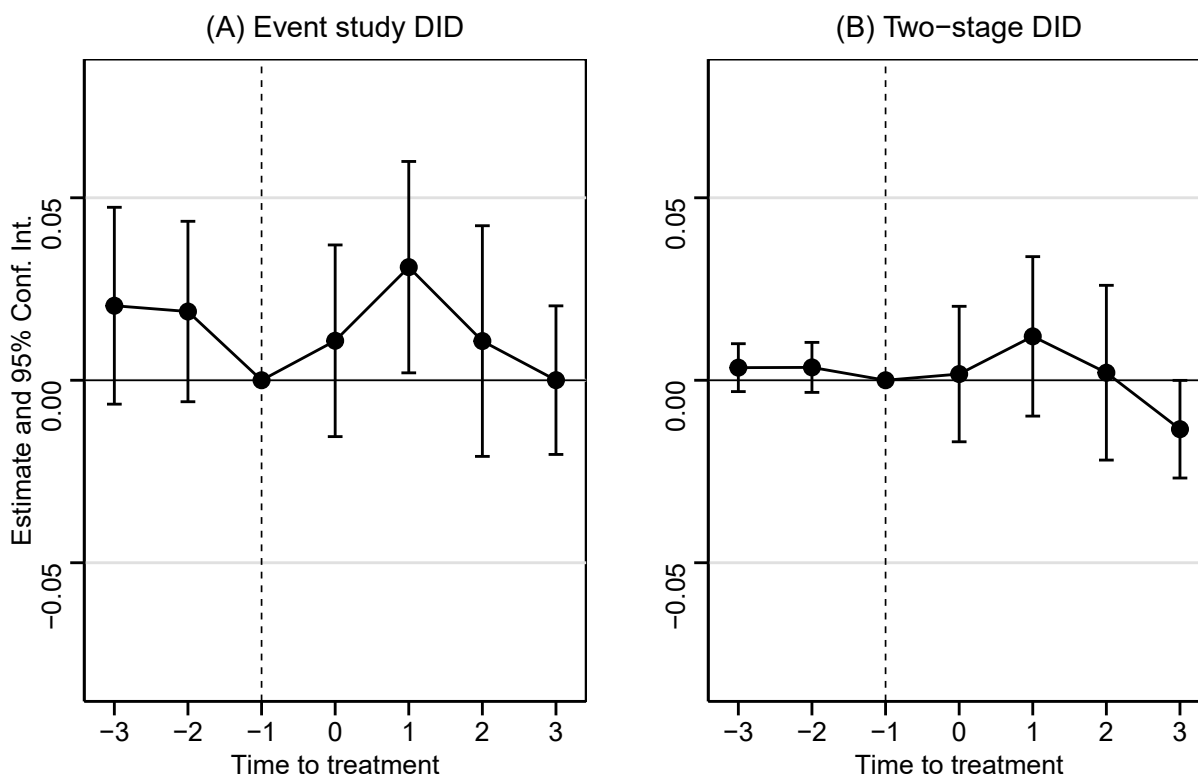 (A) Event study DID
Estimate and 95% Conf. Int.
0.05
0.00
−0.05
−3 −2 −1 0 1 2 3
Time to treatment
(B) Two−stage DID
0.05
0.00
−0.05
−3 −2 −1 0 1 2 3
Time to treatment